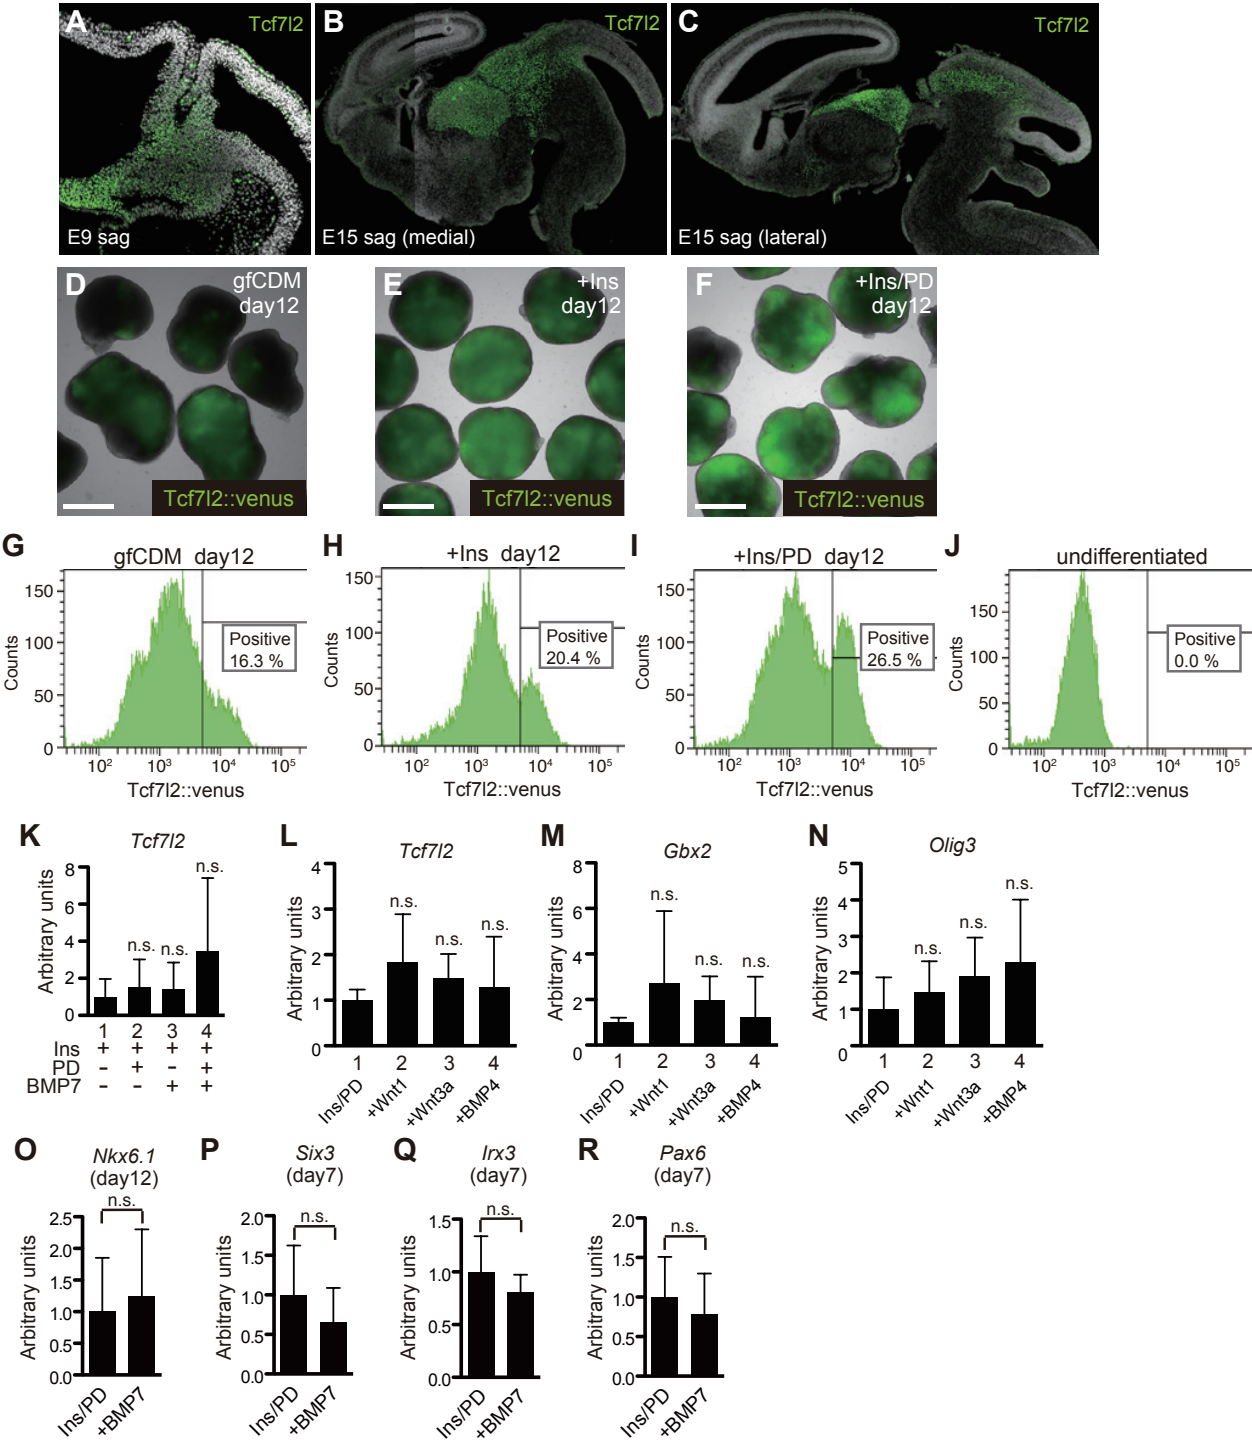 A
Tcf7l2
E9 sag
B
Tcf7l2
E15 sag (medial)
C
Tcf7l2
E15 sag (lateral)
D
gfCDM
day12
Tcf7l2::venus
E
+Ins
day12
Tcf7l2::venus
F
+Ins/PD
day12
Tcf7l2::venus
G
gfCDM day12
Counts
150
100
50
0
Positive
16.3 %
10² 10³ 10⁴ 10⁵
Tcf7l2::venus
H
+Ins day12
Counts
150
100
50
0
Positive
20.4 %
10² 10³ 10⁴ 10⁵
Tcf7l2::venus
I
+Ins/PD day12
Counts
150
100
50
0
Positive
26.5 %
10² 10³ 10⁴ 10⁵
Tcf7l2::venus
J
undifferentiated
Counts
150
100
50
0
Positive
0.0 %
10² 10³ 10⁴ 10⁵
Tcf7l2::venus
K
Tcf7l2
Arbitrary units
8
6
4
2
0
n.s.
n.s.
n.s.
1 2 3 4
Ins + + + +
PD - + - +
BMP7 - - + +
L
Tcf7l2
Arbitrary units
4
3
2
1
0
n.s.
n.s.
n.s.
1 2 3 4
Ins/PD
+Wnt1
+Wnt3a
+BMP4
M
Gbx2
Arbitrary units
8
6
4
2
0
n.s.
n.s.
n.s.
1 2 3 4
Ins/PD
+Wnt1
+Wnt3a
+BMP4
N
Olig3
Arbitrary units
5
4
3
2
1
0
n.s.
n.s.
n.s.
1 2 3 4
Ins/PD
+Wnt1
+Wnt3a
+BMP4
O
Nkx6.1
(day12)
n.s.
Arbitrary units
2.5
2.0
1.5
1.0
0.5
0.0
Ins/PD
+BMP7
P
Six3
(day7)
n.s.
Arbitrary units
2.0
1.5
1.0
0.5
0.0
Ins/PD
+BMP7
Q
Irx3
(day7)
n.s.
Arbitrary units
1.5
1.0
0.5
0.0
Ins/PD
+BMP7
R
Pax6
(day7)
n.s.
Arbitrary units
2.0
1.5
1.0
0.5
0.0
Ins/PD
+BMP7